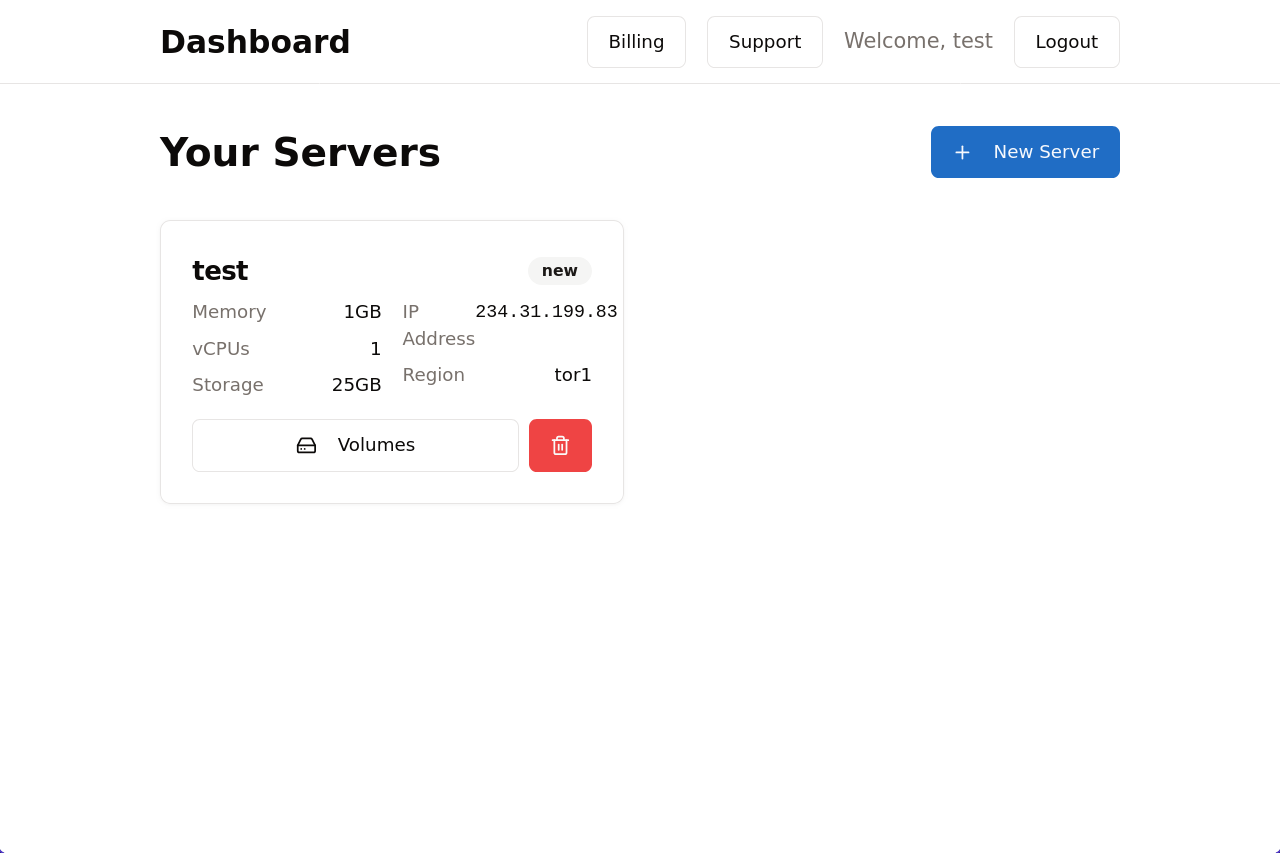 Dashboard
Billing
Support
Welcome, test
Logout
Your Servers
New Server
test
new
Memory 1GB
vCPUs 1
Storage 25GB
IP Address 234.31.199.83
Region tor1
Volumes